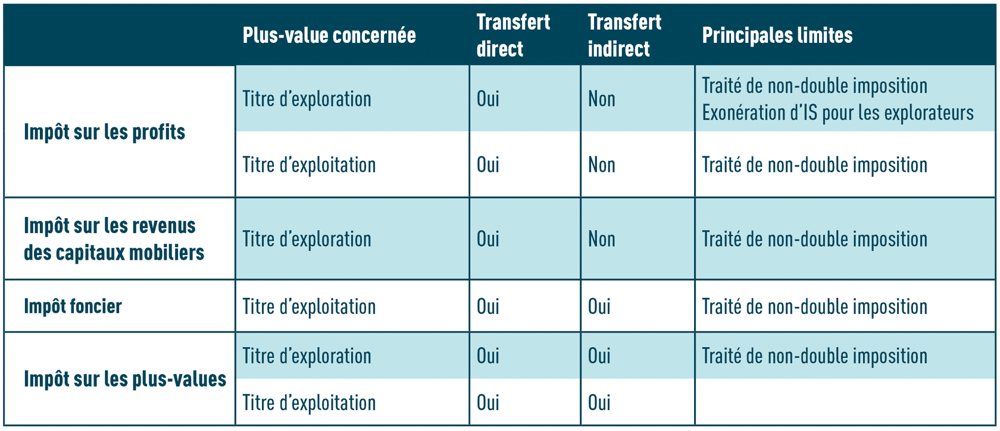 Plus-value concernée
Transfert
direct
Transfert
indirect
Principales limites
Impôt sur les profits
Titre d’exploration
Oui
Non
Traité de non-double imposition
Exonération d’IS pour les explorateurs
Titre d’exploitation
Oui
Non
Traité de non-double imposition
Impôt sur les revenus
des capitaux mobiliers
Titre d’exploration
Oui
Non
Traité de non-double imposition
Impôt foncier
Titre d’exploitation
Oui
Oui
Traité de non-double imposition
Impôt sur les plus-values
Titre d’exploration
Oui
Oui
Traité de non-double imposition
Titre d’exploitation
Oui
Oui